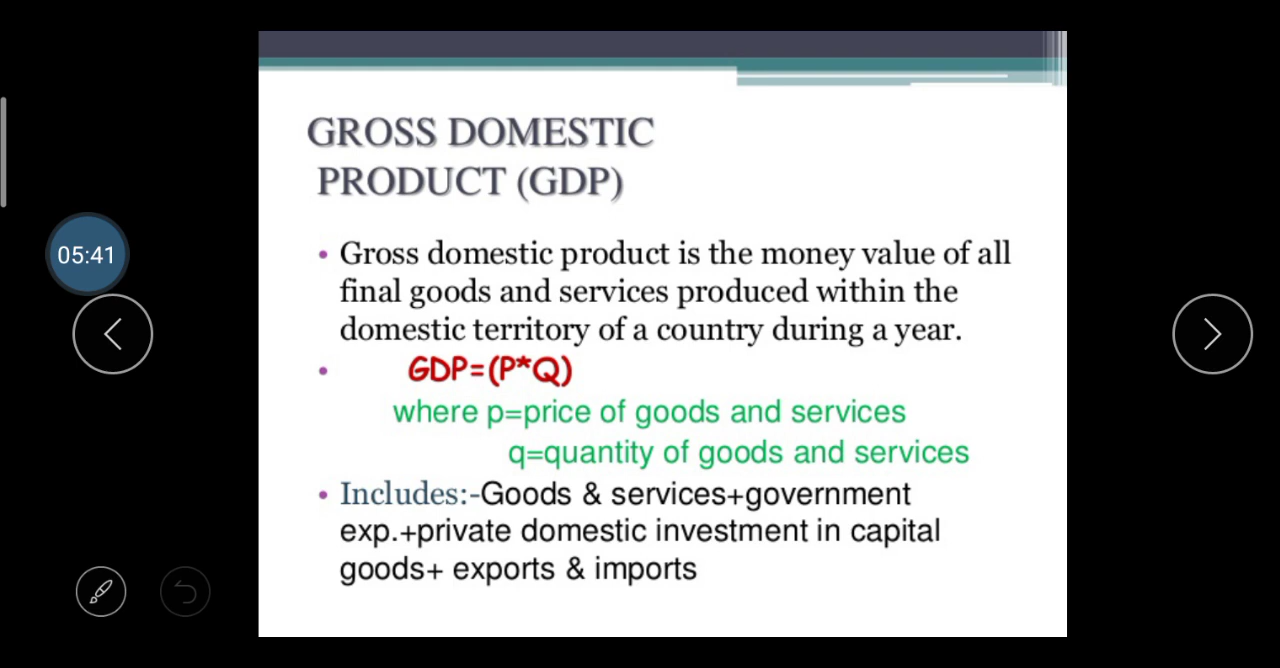 GROSS DOMESTIC
PRODUCT (GDP)
• Gross domestic product is the money value of all
final goods and services produced within the
domestic territory of a country during a year.
• GDP=(P*Q)
where p=price of goods and services
q=quantity of goods and services
• Includes:-Goods & services+government
exp.+private domestic investment in capital
goods+ exports & imports
05:41